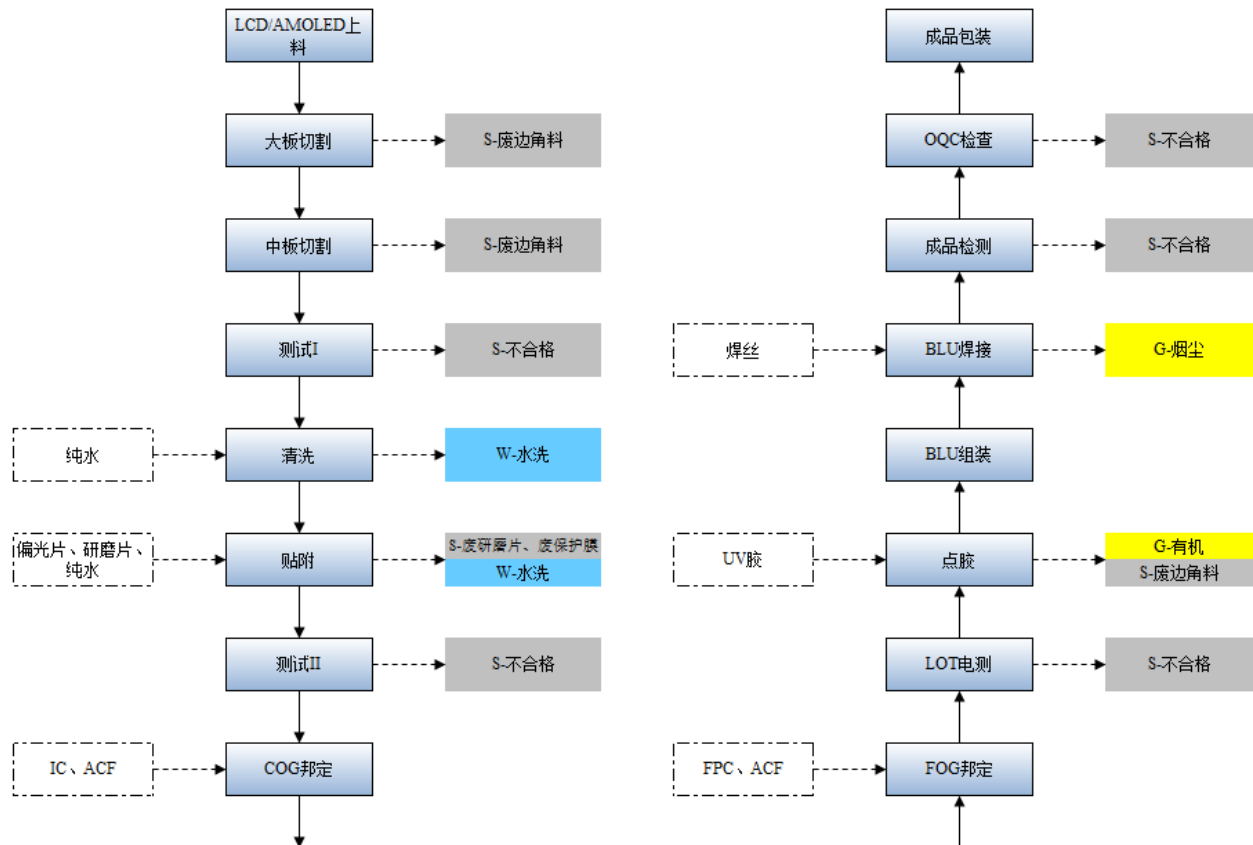 LCD/AMOLED上
料
大板切割
S-废边角料
中板切割
S-废边角料
测试I
S-不合格
纯水
清洗
W-水洗
偏光片、研磨片、
纯水
贴附
S-废研磨片、废保护膜
W-水洗
测试II
S-不合格
IC、ACF
COG邦定
成品包装
OQC检查
S-不合格
成品检测
S-不合格
焊丝
BLU焊接
G-烟尘
BLU组装
UV胶
点胶
G-有机
S-废边角料
LOT电测
S-不合格
FPC、ACF
FOG邦定